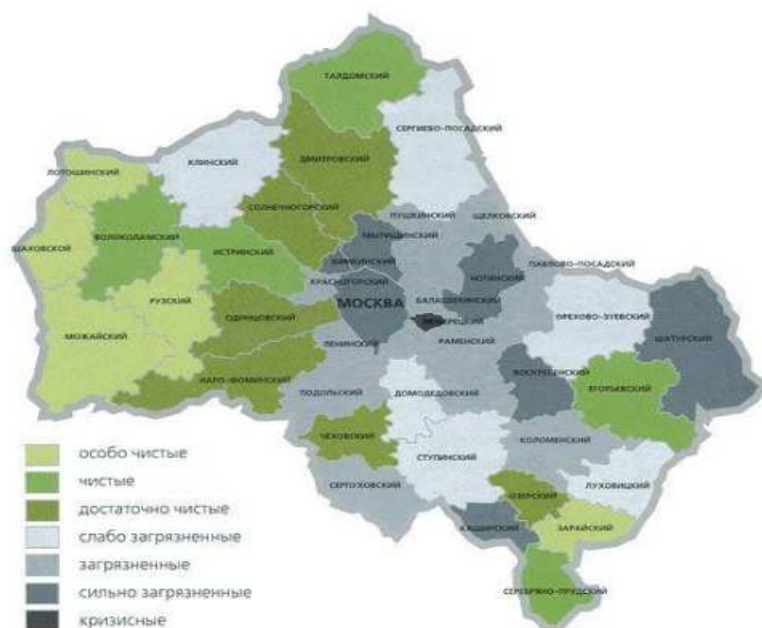 ТАЛДОМСКИЙ
СЕРГИЕВО-ПОСАДСКИЙ
КЛИНСКИЙ
ДМИТРОВСКИЙ
ЛОТОШИНСКИЙ
СОЛНЕЧНОГОРСКИЙ
ПУШКИНСКИЙ
ЩЕЛКОВСКИЙ
ВОЛОКОЛАМСКИЙ
МЫТИЩИНСКИЙ
ШАХОВСКОЙ
ИСТРИНСКИЙ
ХИМКИНСКИЙ
ПАВЛОВО-ПОСАДСКИЙ
КРАСНОГОРСКИЙ
НОГИНСКИЙ
РУЗСКИЙ
МОСКВА
БАЛАШИХИНСКИЙ
ОДИНЦОВСКИЙ
ЛЮБЕРЕЦКИЙ
ОРЕХОВО-ЗУЕВСКИЙ
МОЖАЙСКИЙ
ЛЕНИНСКИЙ
РАМЕНСКИЙ
ШАТУРСКИЙ
НАРО-ФОМИНСКИЙ
ВОСКРЕСЕНСКИЙ
ПОДОЛЬСКИЙ
ДОМОДЕДОВСКИЙ
ЕГОРЬЕВСКИЙ
ЧЕХОВСКИЙ
КОЛОМЕНСКИЙ
СТУПИНСКИЙ
СЕРПУХОВСКИЙ
ЛУХОВИЦКИЙ
ОЗЕРСКИЙ
КАШИРСКИЙ
ЗАРАЙСКИЙ
СЕРЕБРЯНО-ПРУДСКИЙ
особо чистые
чистые
достаточно чистые
слабо загрязненные
загрязненные
сильно загрязненные
кризисные